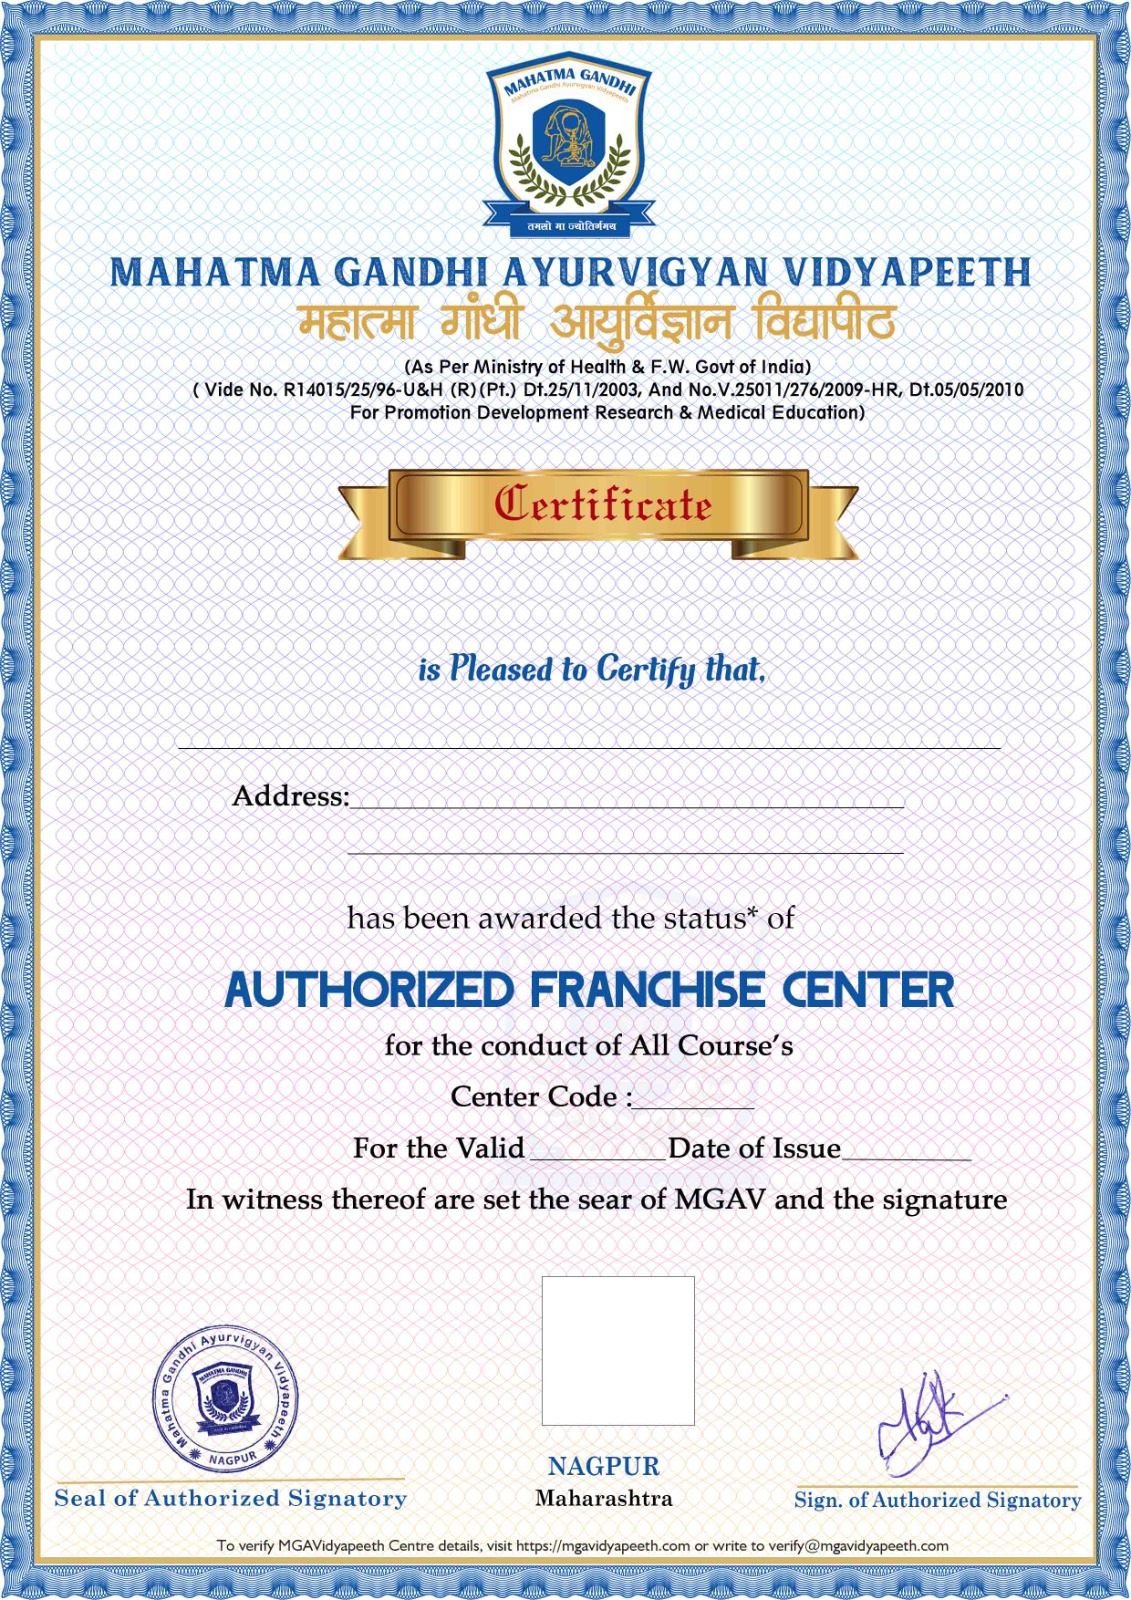 MAHATMA GANDHI
Mahatma Gandhi Ayurvigyan Vidyapeeth
तमसो मा ज्योतिर्गमय
MAHATMA GANDHI AYURVIGYAN VIDYAPEETH
महात्मा गांधी आयुर्विज्ञान विद्यापीठ
(As Per Ministry of Health & F.W. Govt of India)
( Vide No. R14015/25/96-U&H (R)(Pt.) Dt.25/11/2003, And No.V.25011/276/2009-HR, Dt.05/05/2010
For Promotion Development Research & Medical Education)
Certificate
is Pleased to Certify that,
Address:
has been awarded the status* of
AUTHORIZED FRANCHISE CENTER
for the conduct of All Course's
Center Code :
For the Valid Date of Issue
In witness thereof are set the sear of MGAV and the signature
Mahatma Gandhi Ayurvigyan Vidyapeeth
MAHATMA GANDHI
NAGPUR
Seal of Authorized Signatory
NAGPUR
Maharashtra
Sign. of Authorized Signatory
To verify MGAVidyapeeth Centre details, visit https://mgavidyapeeth.com or write to verify@mgavidyapeeth.com